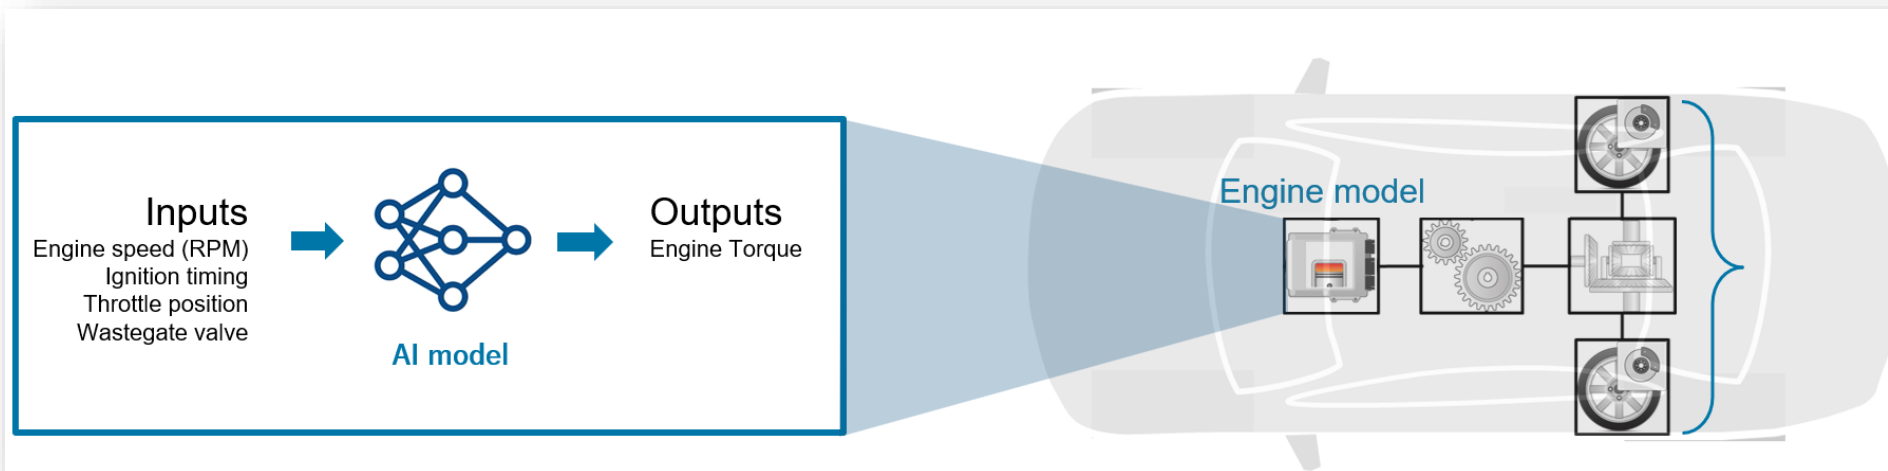 Inputs
Engine speed (RPM)
Ignition timing
Throttle position
Wastegate valve
AI model
Outputs
Engine Torque
Engine model